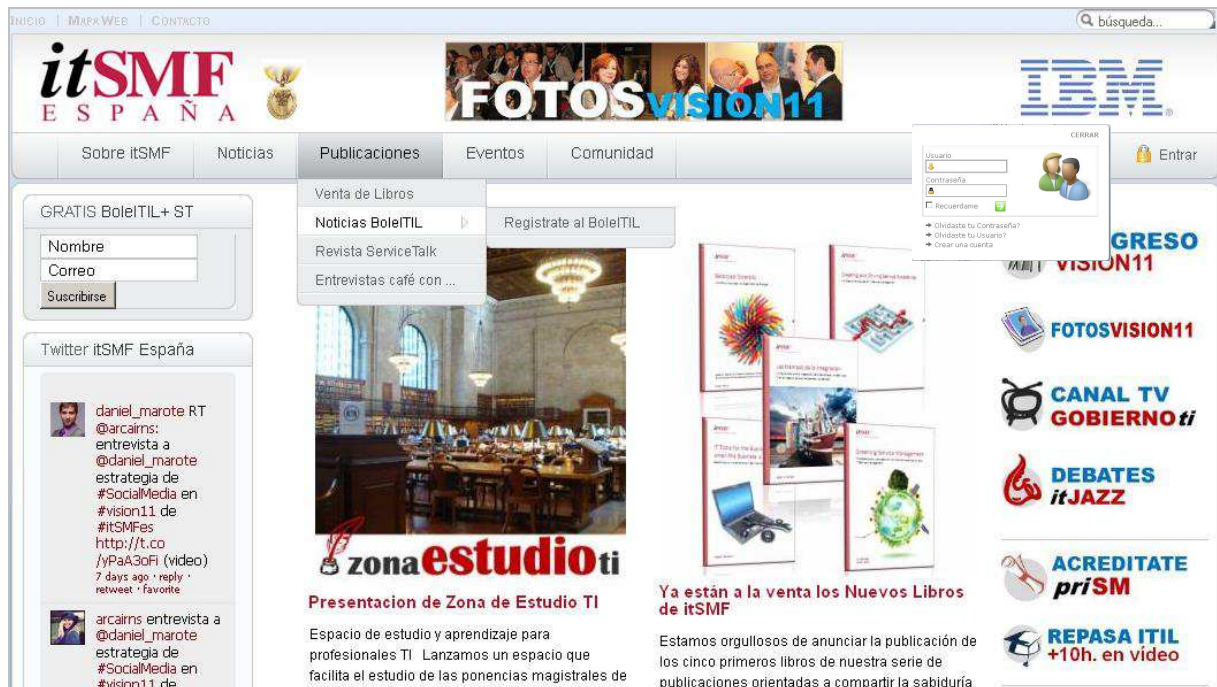 INICIO | MAPA WEB | CONTACTO
búsqueda...
itSMF
ESPAÑA
FOTOSVISION11
IBM
Sobre itSMF
Noticias
Publicaciones
Eventos
Comunidad
Entrar
CERRAR
Usuario
Contraseña
Recuerdame
Olvidaste tu Contraseña?
Olvidaste tu Usuario?
Crear una cuenta
Venta de Libros
Noticias BoleITIL
Registrate al BoleITIL
Revista ServiceTalk
Entrevistas café con ...
GRATIS BoleITIL+ ST
Nombre
Correo
Suscribirse
Twitter itSMF España
daniel_marote RT
@arcairns:
entrevista a
@daniel_marote
estrategia de
#SocialMedia en
#vision11 de
#itSMFes
http://t.co
/yPaA3oFi (video)
7 days ago · reply ·
retweet · favorite
arcairns entrevista a
@daniel_marote
estrategia de
#SocialMedia en
#vision11 de
zonaestudioti
Presentacion de Zona de Estudio TI
Espacio de estudio y aprendizaje para
profesionales TI Lanzamos un espacio que
facilita el estudio de las ponencias magistrales de
Ya están a la venta los Nuevos Libros
de itSMF
Estamos orgullosos de anunciar la publicación de
los cinco primeros libros de nuestra serie de
publicaciones orientadas a compartir la sabiduría
GRESO
VISION11
FOTOSVISION11
CANAL TV
GOBIERNOti
DEBATES
itJAZZ
ACREDITATE
priSM
REPASA ITIL
+10h. en vídeo